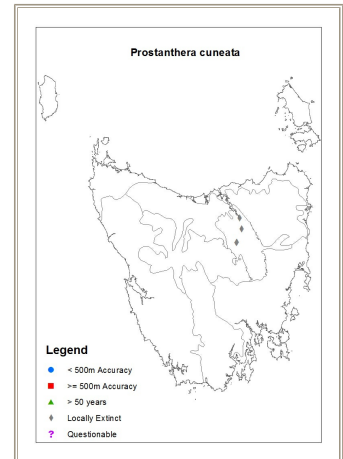 Prostanthera cuneata
Legend
< 500m Accuracy
>= 500m Accuracy
> 50 years
Locally Extinct
? Questionable